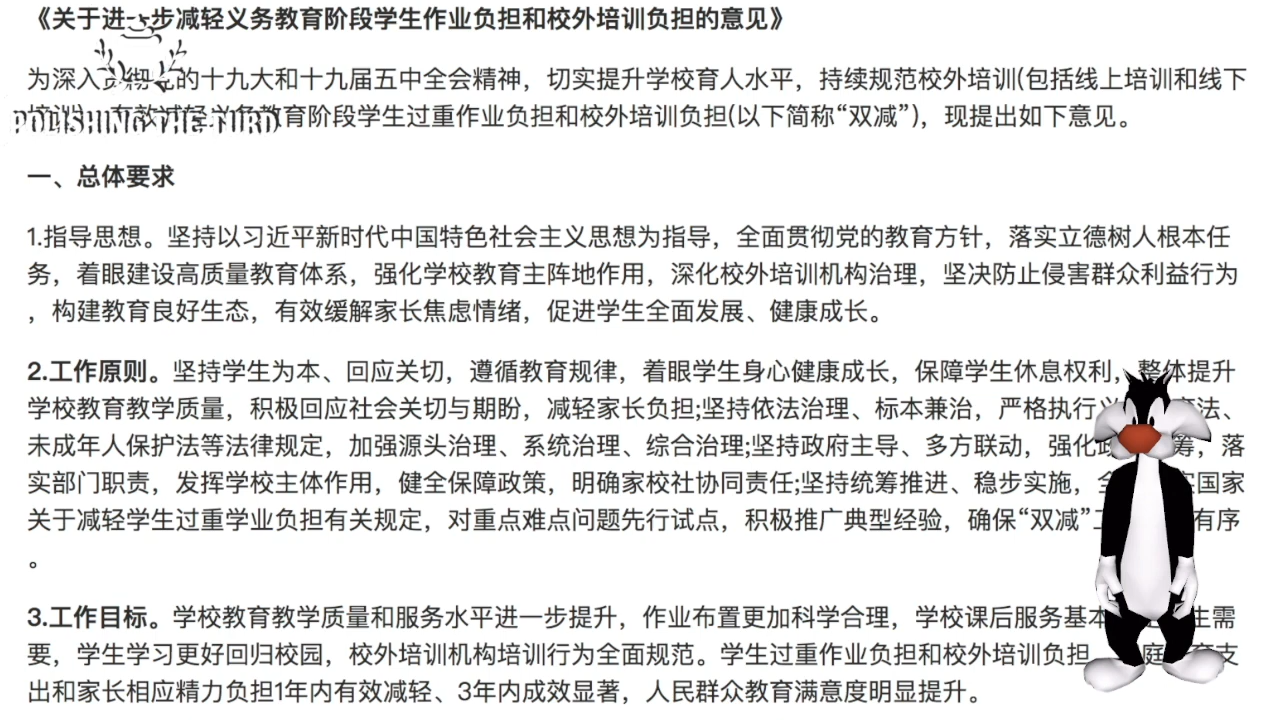 《关于进一步减轻义务教育阶段学生作业负担和校外培训负担的意见》
为深入贯彻 的十九大和十九届五中全会精神，切实提升学校育人水平，持续规范校外培训(包括线上培训和线下
教育阶段学生过重作业负担和校外培训负担(以下简称“双减”)，现提出如下意见。
POLISHING THE TURD
一、总体要求
1.指导思想。坚持以习近平新时代中国特色社会主义思想为指导，全面贯彻党的教育方针，落实立德树人根本任
务，着眼建设高质量教育体系，强化学校教育主阵地作用，深化校外培训机构治理，坚决防止侵害群众利益行为
，构建教育良好生态，有效缓解家长焦虑情绪，促进学生全面发展、健康成长。
2.工作原则。坚持学生为本、回应关切，遵循教育规律，着眼学生身心健康成长，保障学生休息权利，整体提升
学校教育教学质量，积极回应社会关切与期盼，减轻家长负担;坚持依法治理、标本兼治，严格执行 法、
未成年人保护法等法律规定，加强源头治理、系统治理、综合治理;坚持政府主导、多方联动，强化 筹，落
实部门职责，发挥学校主体作用，健全保障政策，明确家校社协同责任;坚持统筹推进、稳步实施， 国家
关于减轻学生过重学业负担有关规定，对重点难点问题先行试点，积极推广典型经验，确保“双减” 有序
。
3.工作目标。学校教育教学质量和服务水平进一步提升，作业布置更加科学合理，学校课后服务基本 生需
要，学生学习更好回归校园，校外培训机构培训行为全面规范。学生过重作业负担和校外培训负担 庭 支
出和家长相应精力负担1年内有效减轻、3年内成效显著，人民群众教育满意度明显提升。